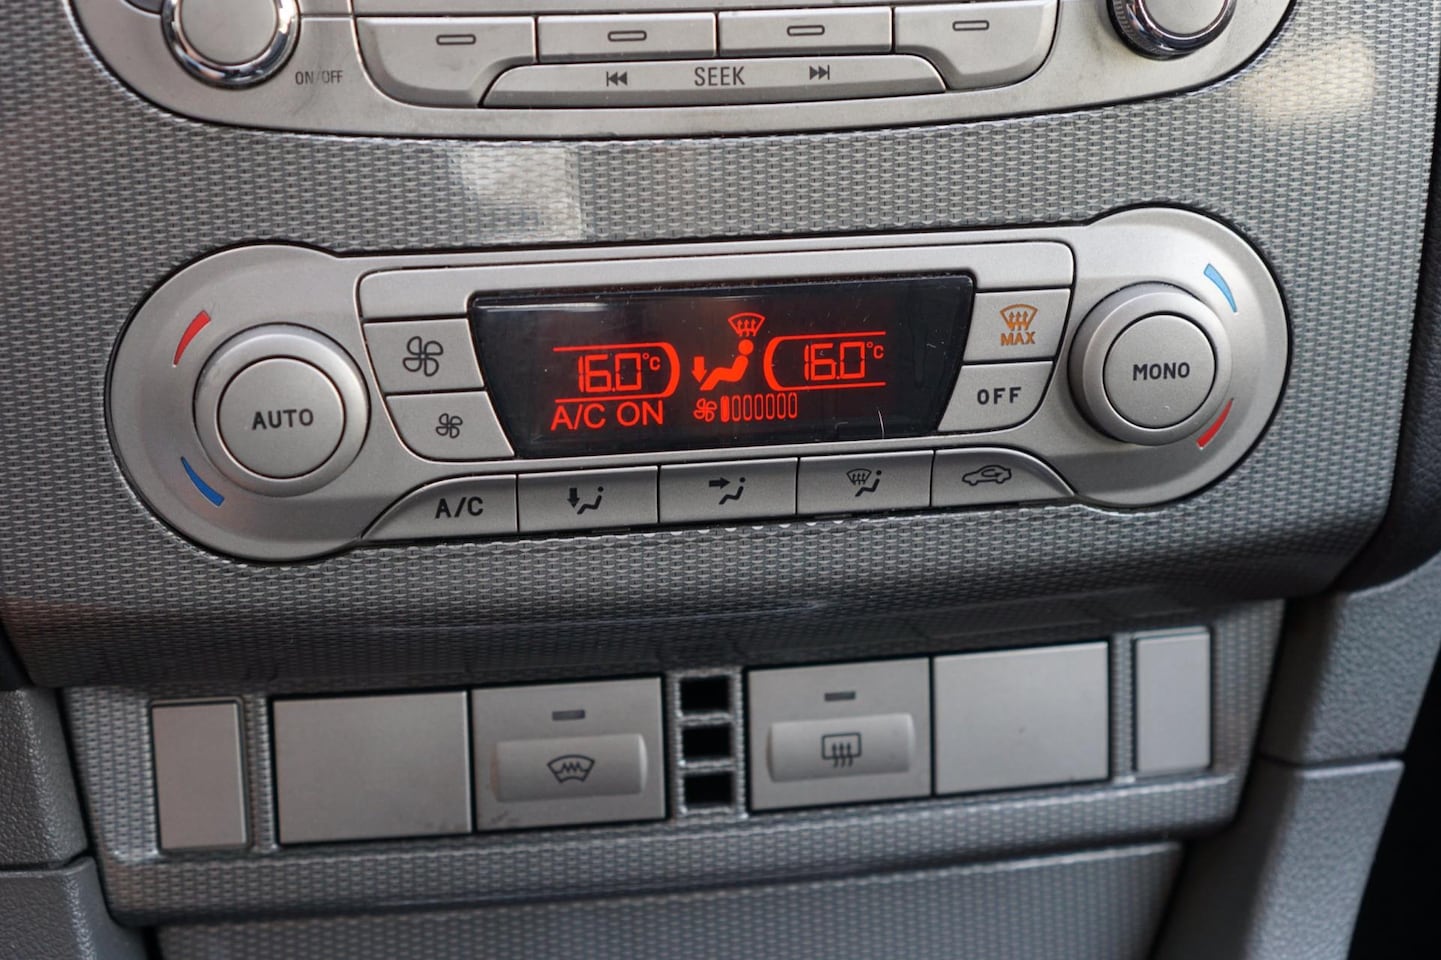 ON/OFF
SEEK
16.0°C
16.0°C
A/C ON
MAX
OFF
AUTO
MONO
A/C